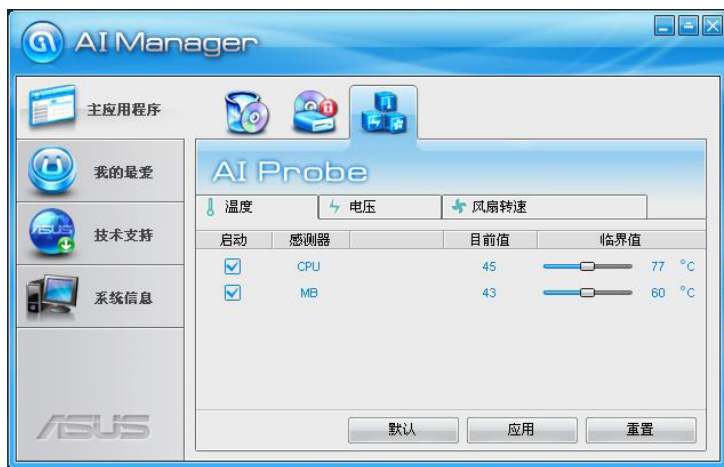 AI Manager
主应用程序
我的最爱
技术支持
系统信息
AI Probe
温度 电压 风扇转速
启动 感测器 目前值 临界值
CPU 45 77 °C
MB 43 60 °C
默认 应用 重置
ASUS